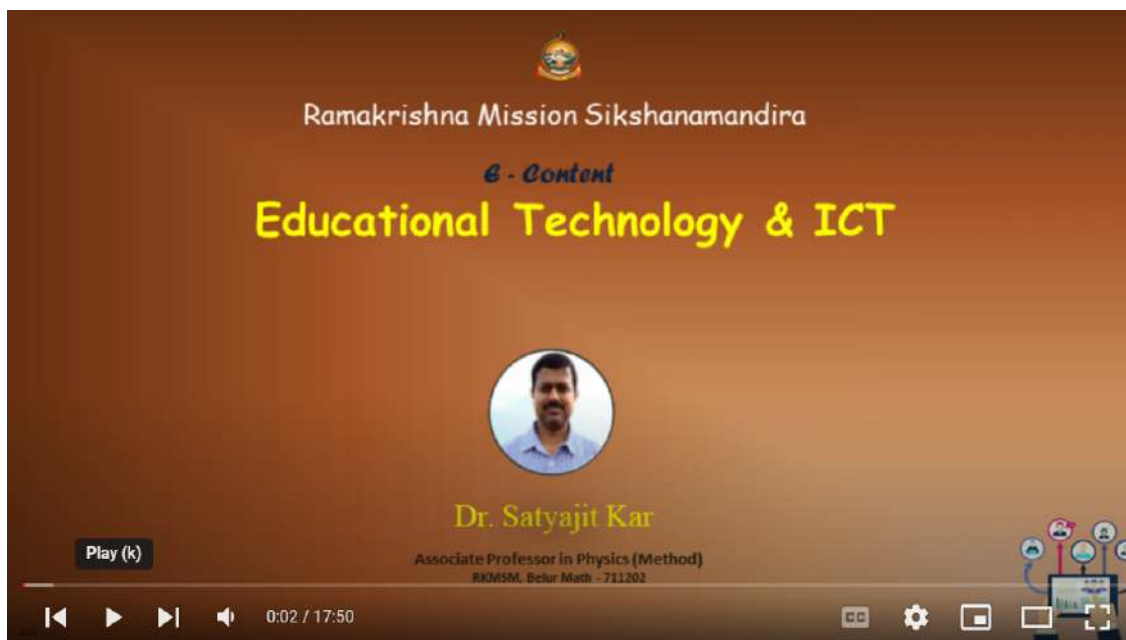 Ramakrishna Mission Sikshanamandira
E - Content
Educational Technology & ICT
Dr. Satyajit Kar
Associate Professor in Physics (Method)
RKMSM, Belur Math - 711202
Play (k)
0:02 / 17:50
CC